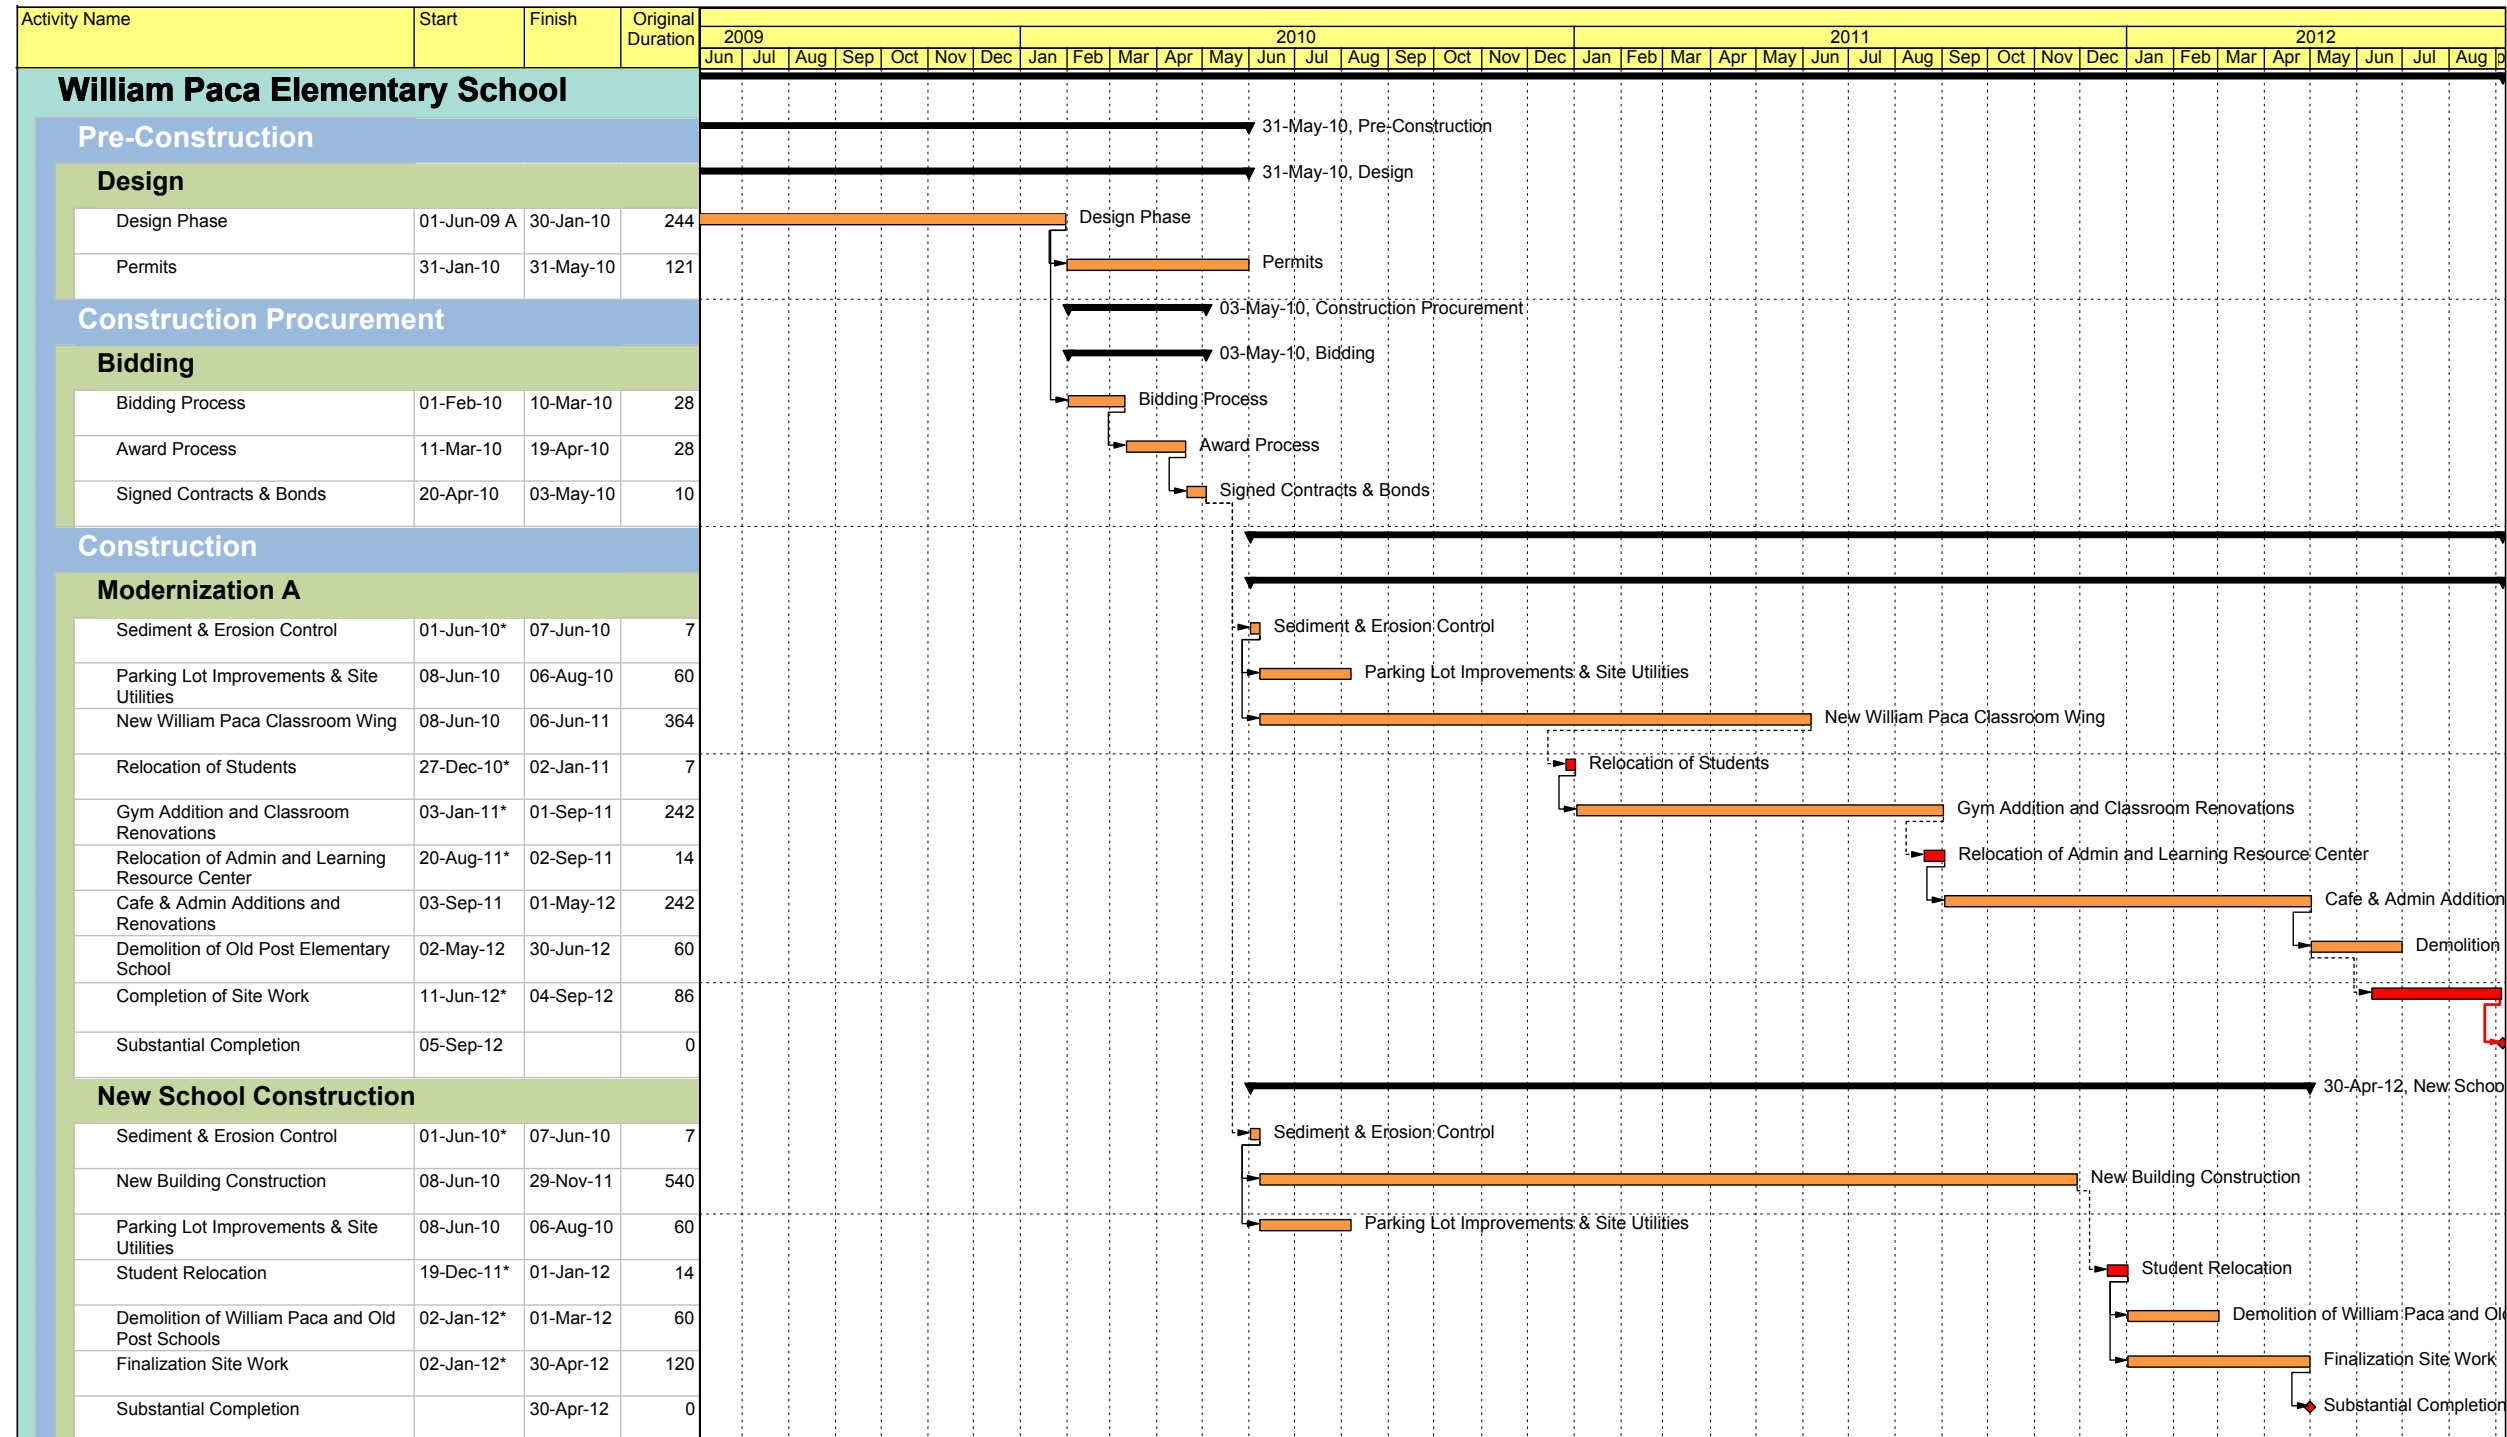 Activity Name Start Finish Original
Duration
2009 2010 2011 2012
Jun Jul Aug Sep Oct Nov Dec Jan Feb Mar Apr May Jun Jul Aug Sep Oct Nov Dec Jan Feb Mar Apr May Jun Jul Aug Sep Oct Nov Dec Jan Feb Mar Apr May Jun Jul Aug
William Paca Elementary School
Pre-Construction 31-May-10, Pre-Construction
Design 31-May-10, Design
Design Phase 01-Jun-09 A 30-Jan-10 244 Design Phase
Permits 31-Jan-10 31-May-10 121 Permits
Construction Procurement 03-May-10, Construction Procurement
Bidding 03-May-10, Bidding
Bidding Process 01-Feb-10 10-Mar-10 28 Bidding Process
Award Process 11-Mar-10 19-Apr-10 28 Award Process
Signed Contracts & Bonds 20-Apr-10 03-May-10 10 Signed Contracts & Bonds
Construction
Modernization A
Sediment & Erosion Control 01-Jun-10* 07-Jun-10 7 Sediment & Erosion Control
Parking Lot Improvements & Site 08-Jun-10 06-Aug-10 60 Parking Lot Improvements & Site Utilities
Utilities
New William Paca Classroom Wing 08-Jun-10 06-Jun-11 364 New William Paca Classroom Wing
Relocation of Students 27-Dec-10* 02-Jan-11 7 Relocation of Students
Gym Addition and Classroom 03-Jan-11* 01-Sep-11 242 Gym Addition and Classroom Renovations
Renovations
Relocation of Admin and Learning 20-Aug-11* 02-Sep-11 14 Relocation of Admin and Learning Resource Center
Resource Center
Cafe & Admin Additions and 03-Sep-11 01-May-12 242 Cafe & Admin Addition
Renovations
Demolition of Old Post Elementary 02-May-12 30-Jun-12 60 Demolition
School
Completion of Site Work 11-Jun-12* 04-Sep-12 86
Substantial Completion 05-Sep-12 0
New School Construction 30-Apr-12, New Schoo
Sediment & Erosion Control 01-Jun-10* 07-Jun-10 7 Sediment & Erosion Control
New Building Construction 08-Jun-10 29-Nov-11 540 New Building Construction
Parking Lot Improvements & Site 08-Jun-10 06-Aug-10 60 Parking Lot Improvements & Site Utilities
Utilities
Student Relocation 19-Dec-11* 01-Jan-12 14 Student Relocation
Demolition of William Paca and Old 02-Jan-12* 01-Mar-12 60 Demolition of William Paca and Ol
Post Schools
Finalization Site Work 02-Jan-12* 30-Apr-12 120 Finalization Site Work
Substantial Completion 30-Apr-12 0 Substantial Completion